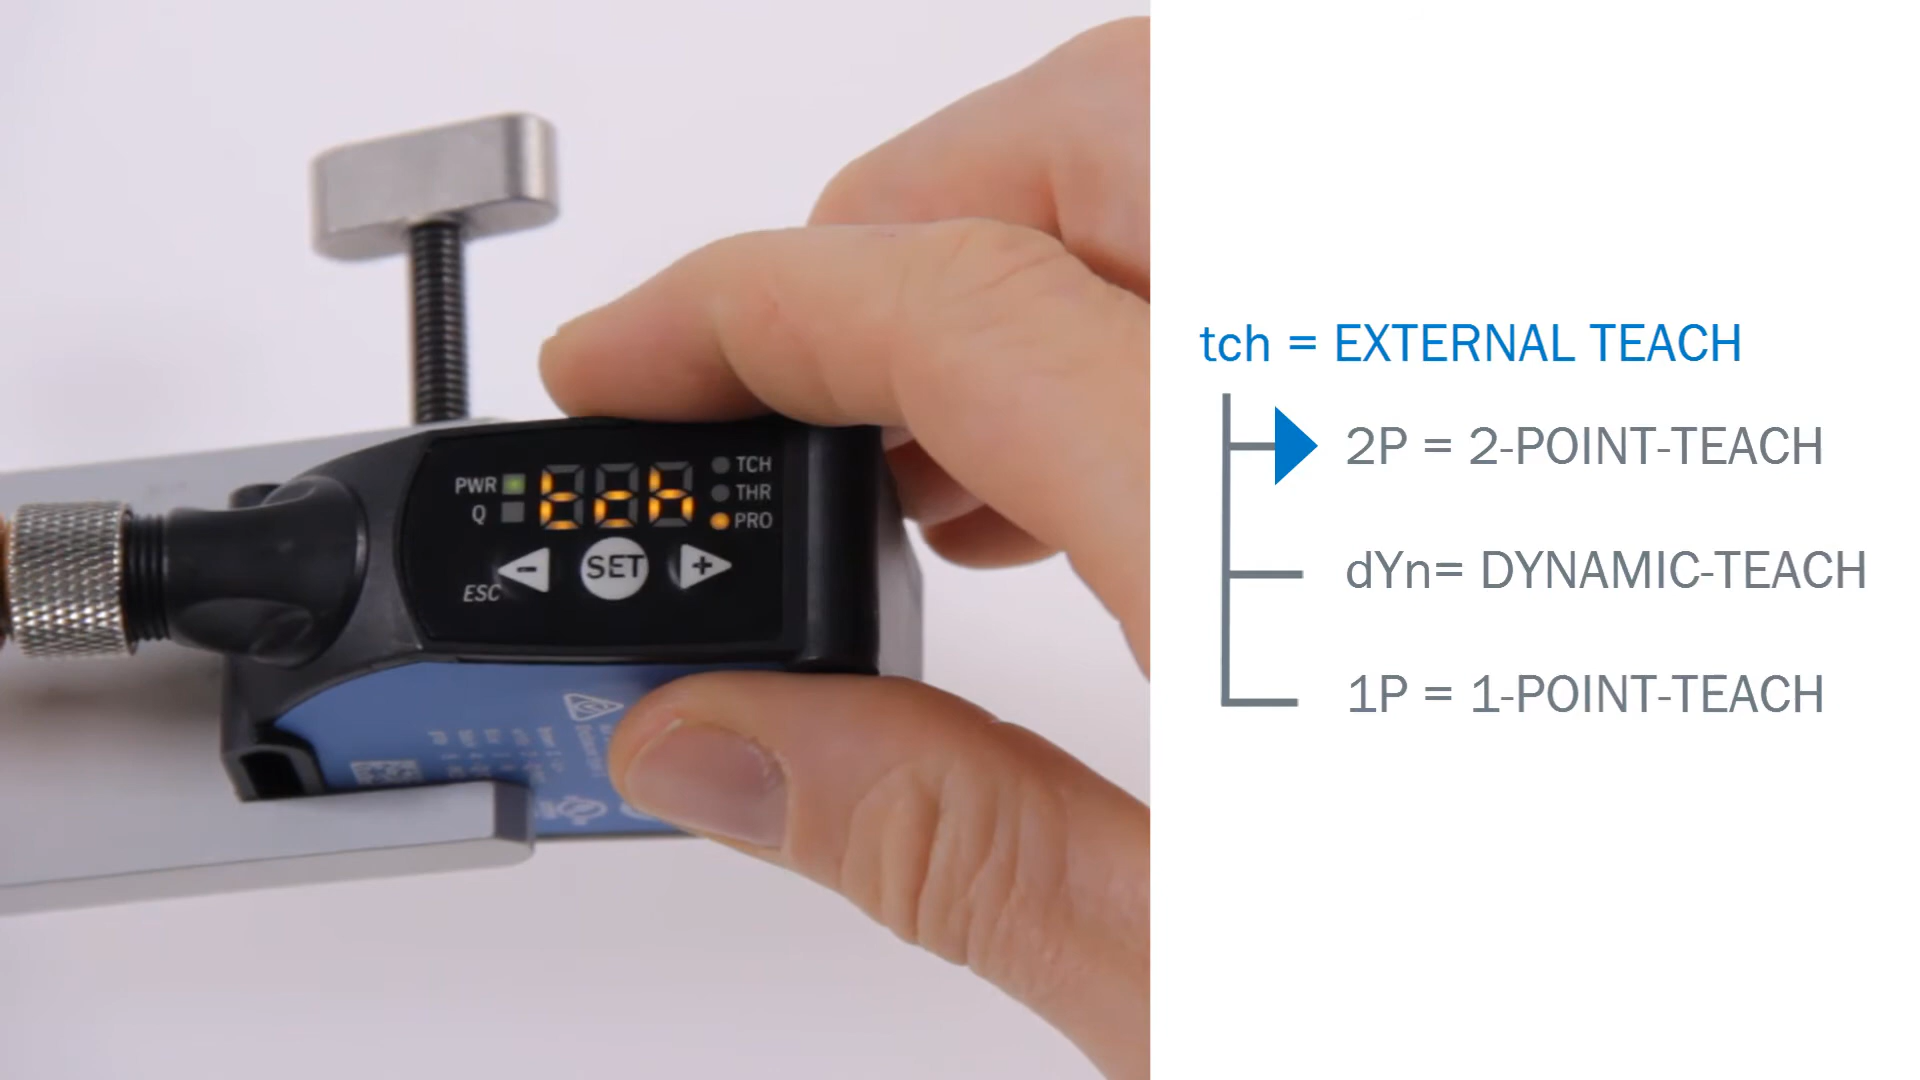 PWR
Q
tch
TCH
THR
PRO
-
SET
+
ESC
tch = EXTERNAL TEACH
2P = 2-POINT-TEACH
dYn= DYNAMIC-TEACH
1P = 1-POINT-TEACH